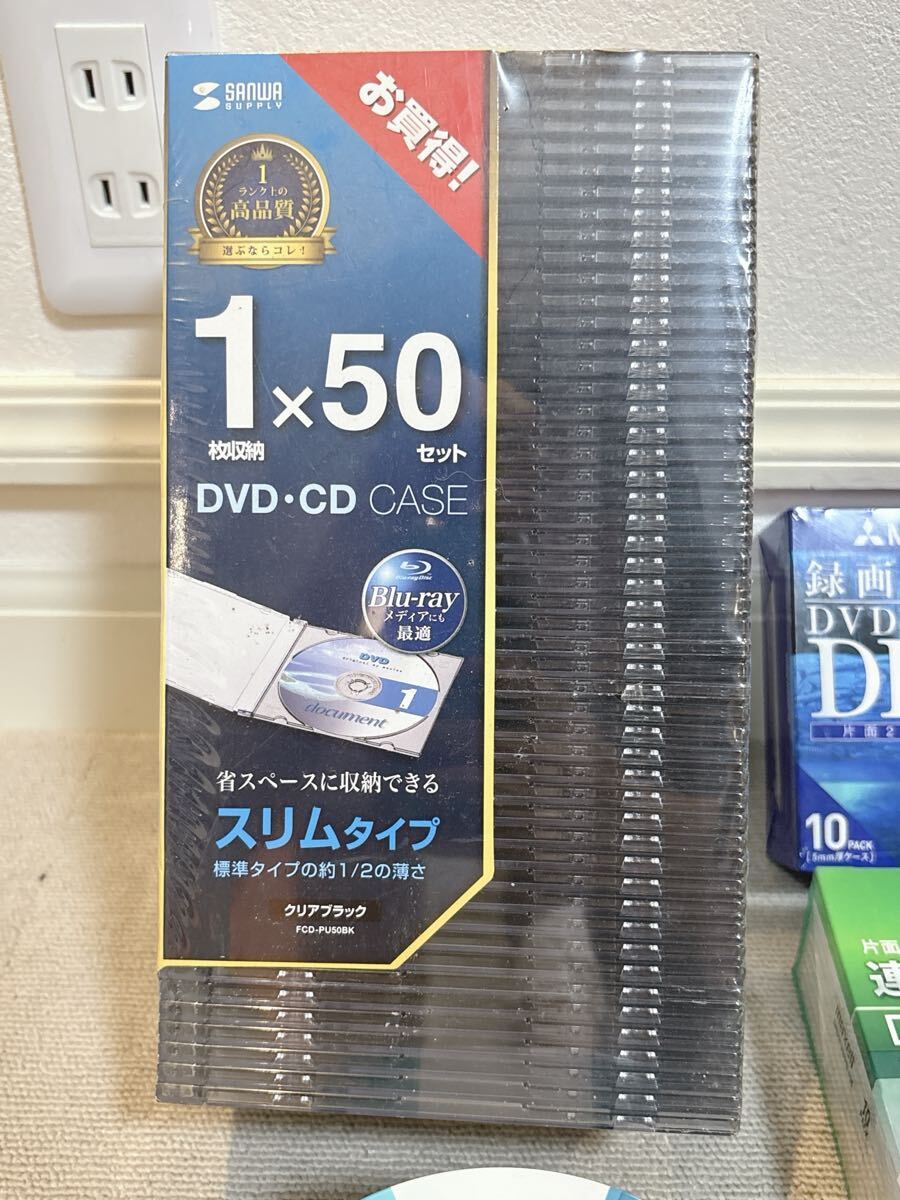 SANWA
SUPPLY
お買得!
1
ランク上の
高品質
選ぶならコレ!
1×50
枚収納 セット
DVD・CD CASE
Blu-ray Disc
Blu-ray
メディアにも
最適
DVD
1
document
省スペースに収納できる
スリムタイプ
標準タイプの約1/2の薄さ
クリアブラック
FCD-PU50BK
録画
DVD
片面2
10 PACK
[5mm厚ケース]
片面
連
maxell
10